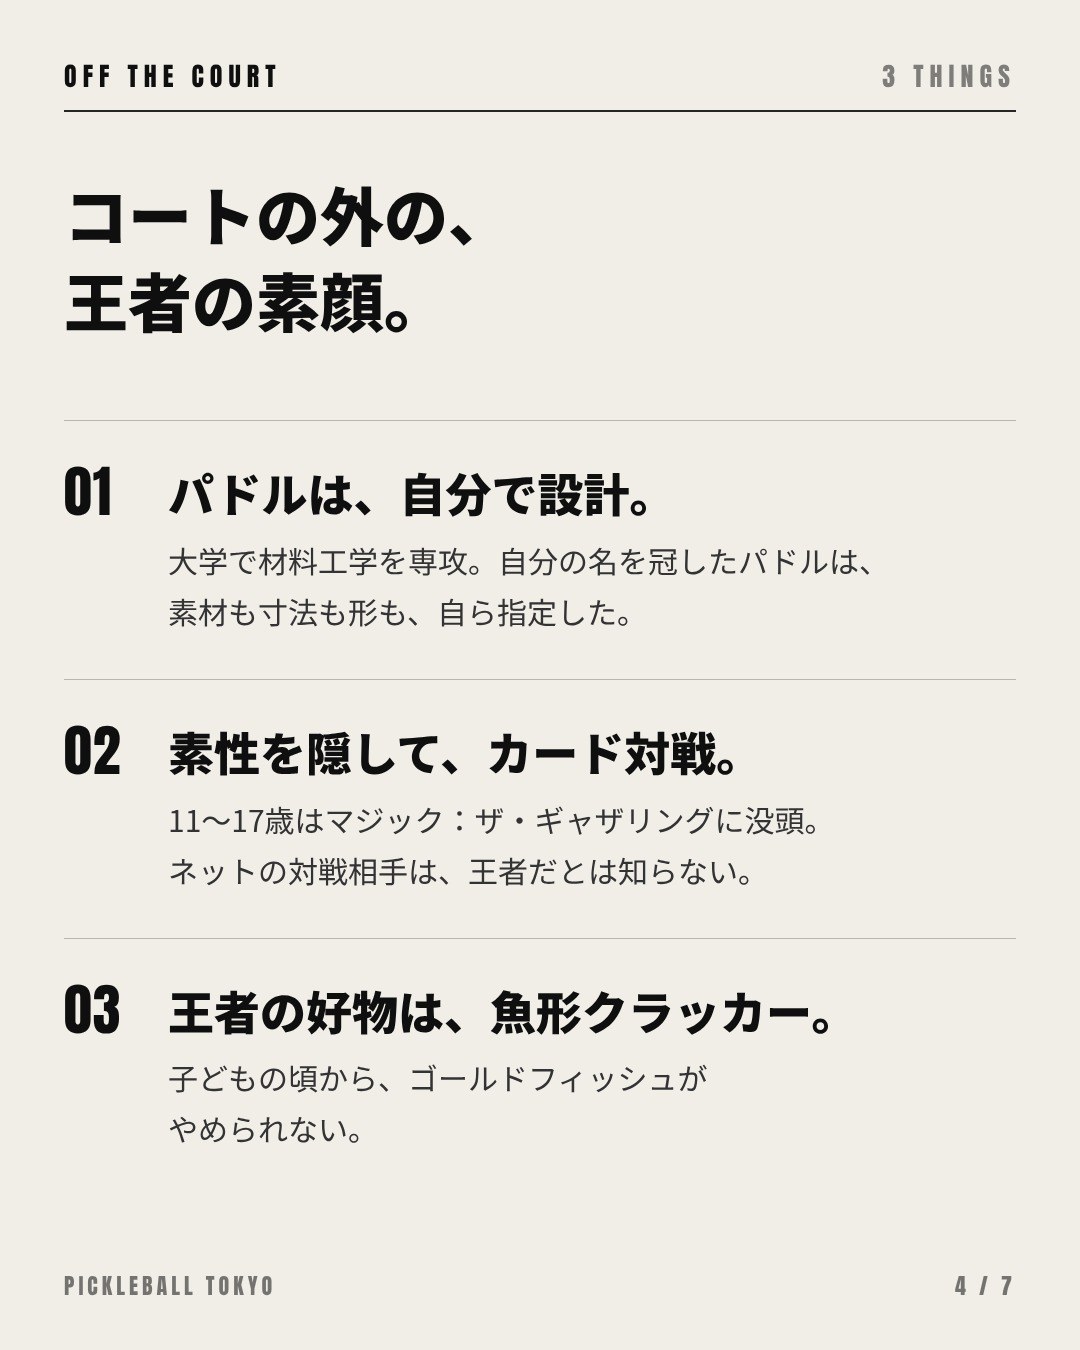 OFF THE COURT
3 THINGS
コートの外の、
王者の素顔。
01
パドルは、自分で設計。
大学で材料工学を専攻。自分の名を冠したパドルは、
素材も寸法も形も、自ら指定した。
02
素性を隠して、カード対戦。
11〜17歳はマジック：ザ・ギャザリングに没頭。
ネットの対戦相手は、王者だとは知らない。
03
王者の好物は、魚形クラッカー。
子どもの頃から、ゴールドフィッシュが
やめられない。
PICKLEBALL TOKYO
4 / 7